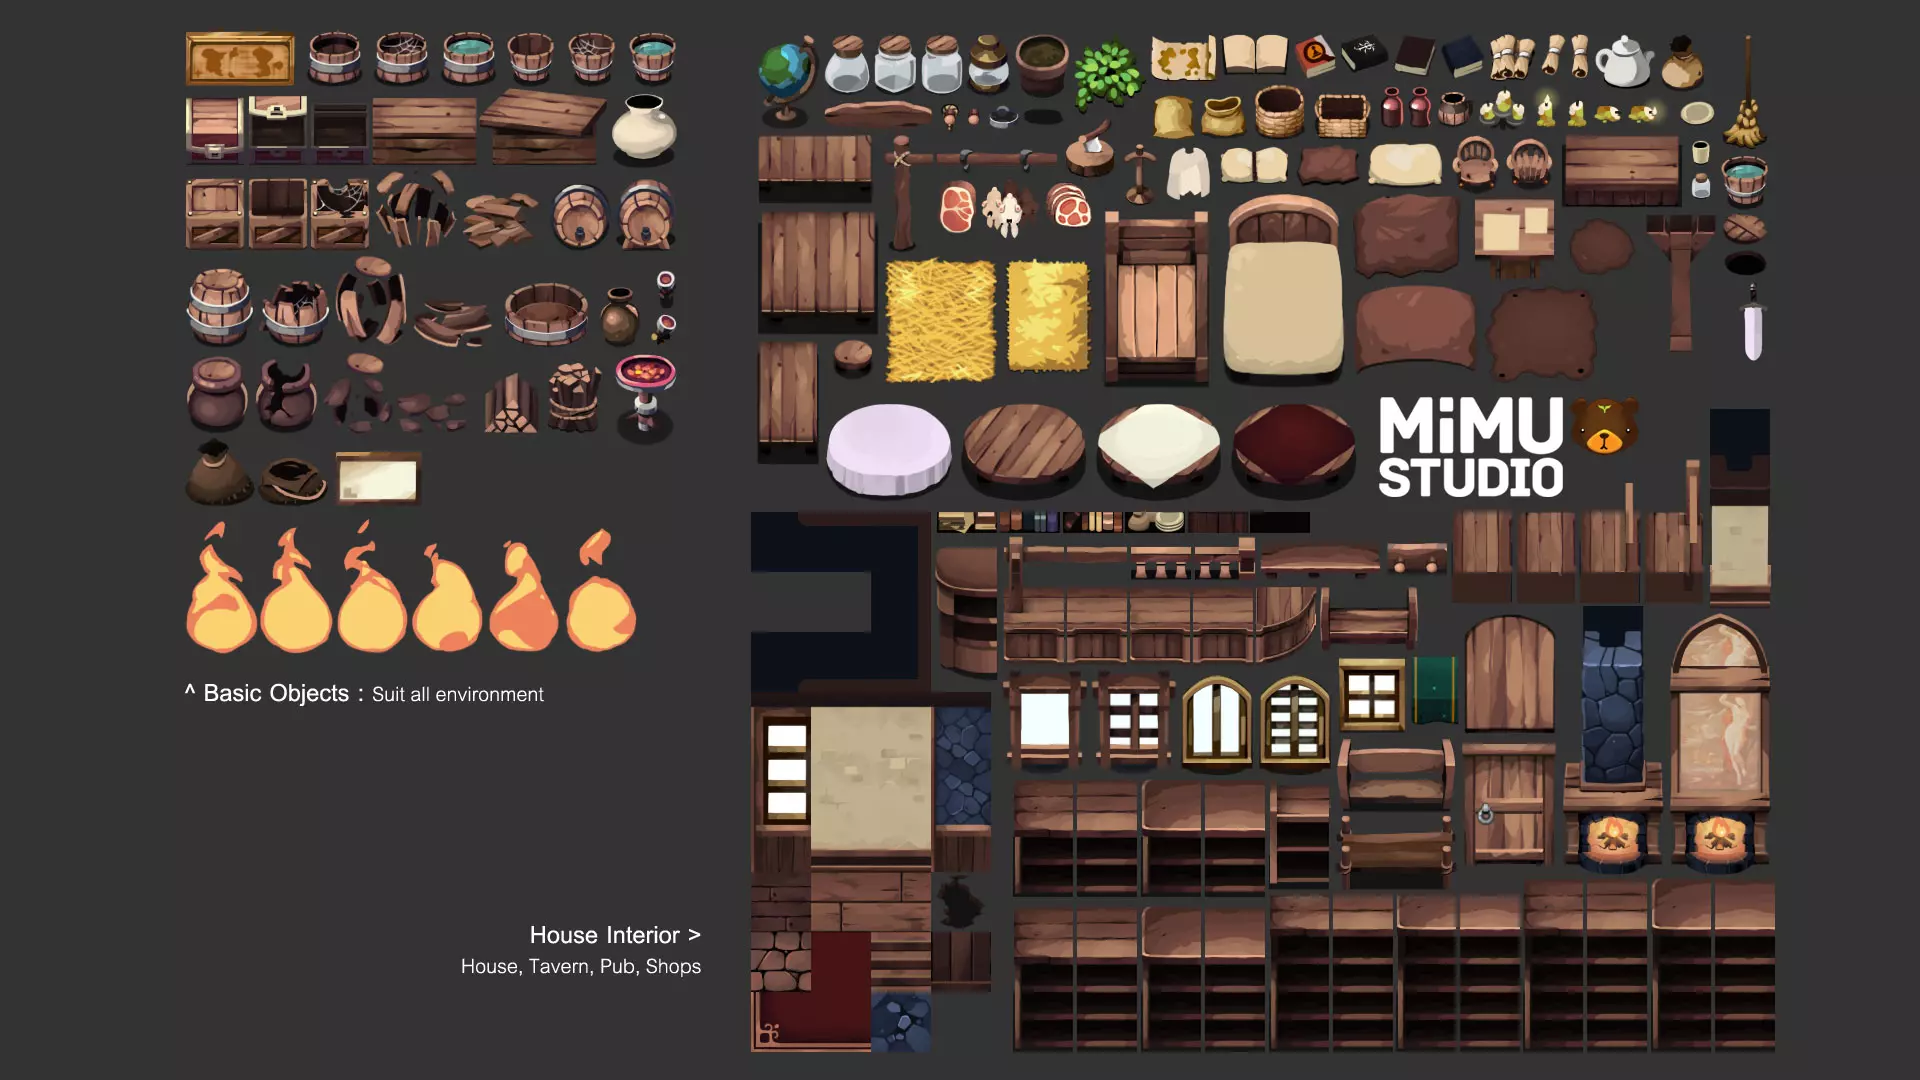 MiMU
STUDIO
^ Basic Objects : Suit all environment
House Interior >
House, Tavern, Pub, Shops